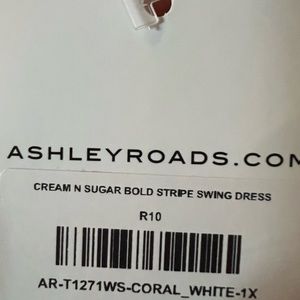 ASHLEYROADS.COM
CREAM N SUGAR BOLD STRIPE SWING DRESS
R10
AR-T1271WS-CORAL_WHITE-1X